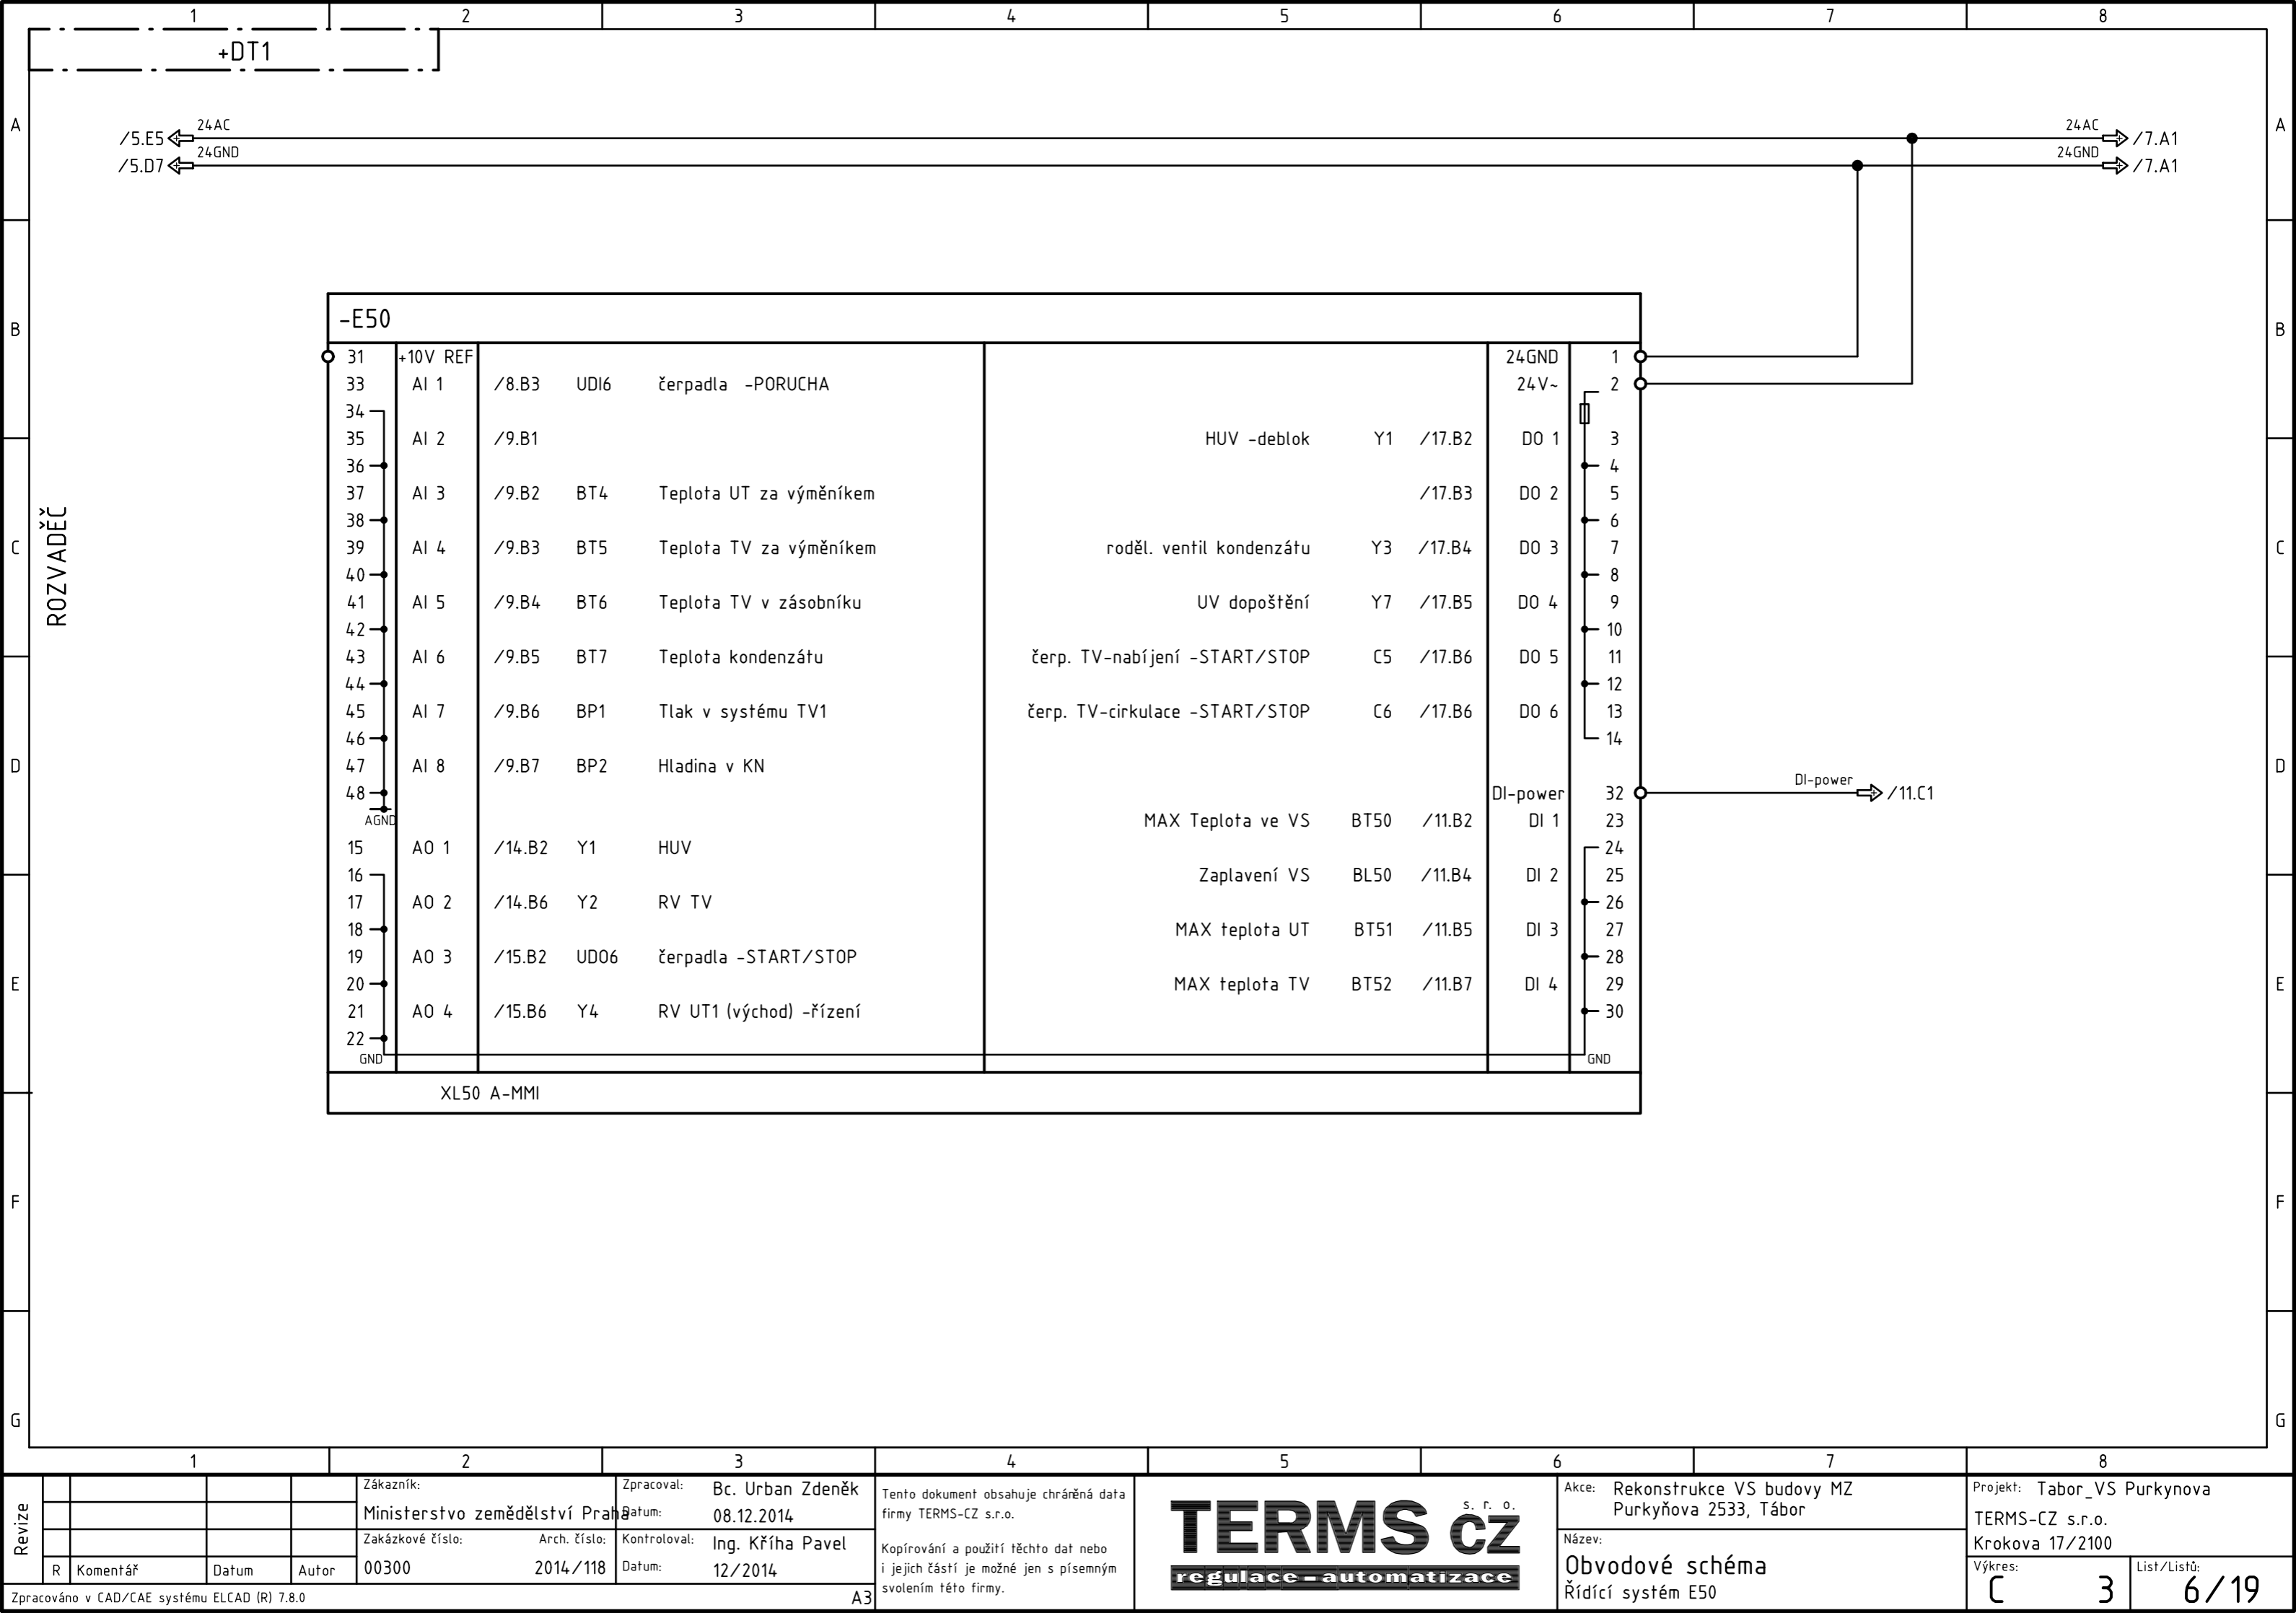 1 2 3 4 5 6 7 8
+DT1
A A
/5.E5 24AC 24AC /7.A1
/5.D7 24GND 24GND /7.A1
B B
-E50
31 +10V REF 24GND 1
33 AI 1 /8.B3 UDI6 čerpadla -PORUCHA 24V~ 2
34
35 AI 2 /9.B1 HUV -deblok Y1 /17.B2 DO 1 3
36 4
37 AI 3 /9.B2 BT4 Teplota UT za výměníkem /17.B3 DO 2 5
38 6
ROZVADĚČ
C C
39 AI 4 /9.B3 BT5 Teplota TV za výměníkem roděl. ventil kondenzátu Y3 /17.B4 DO 3 7
40 8
41 AI 5 /9.B4 BT6 Teplota TV v zásobníku UV dopoštění Y7 /17.B5 DO 4 9
42 10
43 AI 6 /9.B5 BT7 Teplota kondenzátu čerp. TV-nabíjení -START/STOP C5 /17.B6 DO 5 11
44 12
45 AI 7 /9.B6 BP1 Tlak v systému TV1 čerp. TV-cirkulace -START/STOP C6 /17.B6 DO 6 13
46 14
D D
47 AI 8 /9.B7 BP2 Hladina v KN
48 DI-power 32 DI-power /11.C1
AGND MAX Teplota ve VS BT50 /11.B2 DI 1 23
15 AO 1 /14.B2 Y1 HUV 24
16 Zaplavení VS BL50 /11.B4 DI 2 25
17 AO 2 /14.B6 Y2 RV TV 26
18 MAX teplota UT BT51 /11.B5 DI 3 27
19 AO 3 /15.B2 UDO6 čerpadla -START/STOP 28
E E
20 MAX teplota TV BT52 /11.B7 DI 4 29
21 AO 4 /15.B6 Y4 RV UT1 (východ) -řízení 30
22
GND GND
XL50 A-MMI
F F
G G
1 2 3 4 5 6 7 8
Revize
R Komentář Datum Autor
Zpracováno v CAD/CAE systému ELCAD (R) 7.8.0
Zákazník:
Ministerstvo zemědělství Praha
Zakázkové číslo: Arch. číslo:
00300 2014/118
Zpracoval: Bc. Urban Zdeněk
Datum: 08.12.2014
Kontroloval: Ing. Kříha Pavel
Datum: 12/2014
A3
Tento dokument obsahuje chráněná data
firmy TERMS-CZ s.r.o.
Kopírování a použití těchto dat nebo
i jejich částí je možné jen s písemným
svolením této firmy.
TERMS CZ s. r. o.
regulace-automatizace
Akce: Rekonstrukce VS budovy MZ
Purkyňova 2533, Tábor
Název:
Obvodové schéma
Řídící systém E50
Projekt: Tabor_VS Purkynova
TERMS-CZ s.r.o.
Krokova 17/2100
Výkres: List/Listů:
C 3 6/19